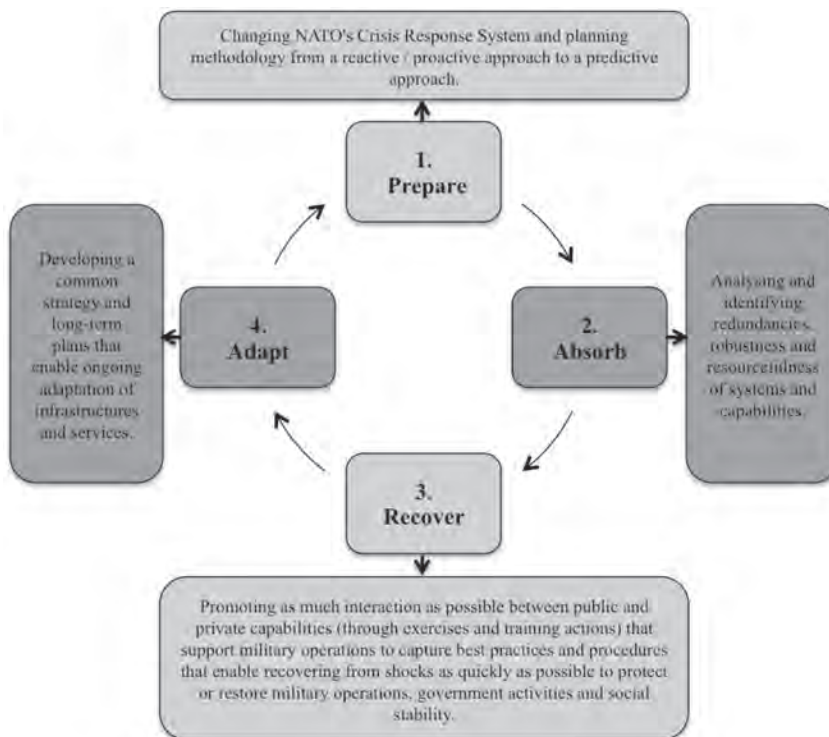 Changing NATO's Crisis Response System and planning
methodology from a reactive / proactive approach to a predictive
approach.
1.
Prepare
Developing a
common
strategy and
long-term
plans that
enable ongoing
adaptation of
infrastructures
and services.
4.
Adapt
2.
Absorb
Analysing and
identifying
redundancies,
robustness and
resourcefulness
of systems and
capabilities.
3.
Recover
Promoting as much interaction as possible between public and
private capabilities (through exercises and training actions) that
support military operations to capture best practices and procedures
that enable recovering from shocks as quickly as possible to protect
or restore military operations, government activities and social
stability.